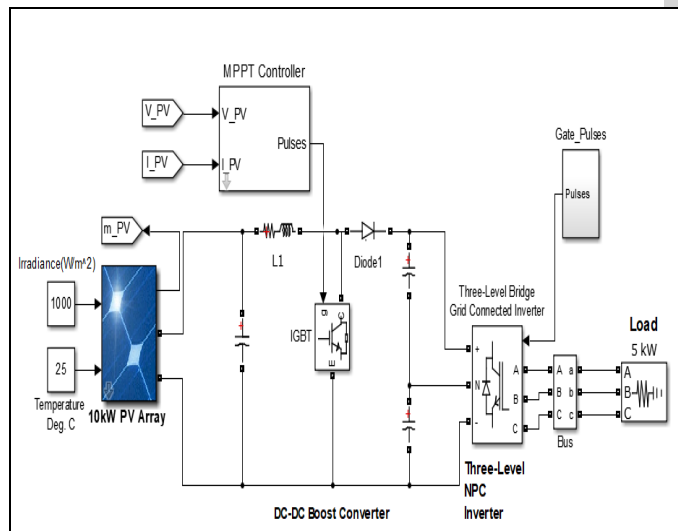 MPPT Controller
V_PV
V_PV
Pulses
I_PV
I_PV
Gate_Pulses
Pulses
m_PV
Irradiance(W/m^2)
1000
25
Temperature
Deg. C
10kW PV Array
L1
Diode1
g
C
IGBT
E
Three-Level Bridge
Grid Connected Inverter
+
N
-
A
B
C
A
B
C
a
b
c
Bus
Load
5 kW
A
B
C
Three-Level
NPC
Inverter
DC-DC Boost Converter